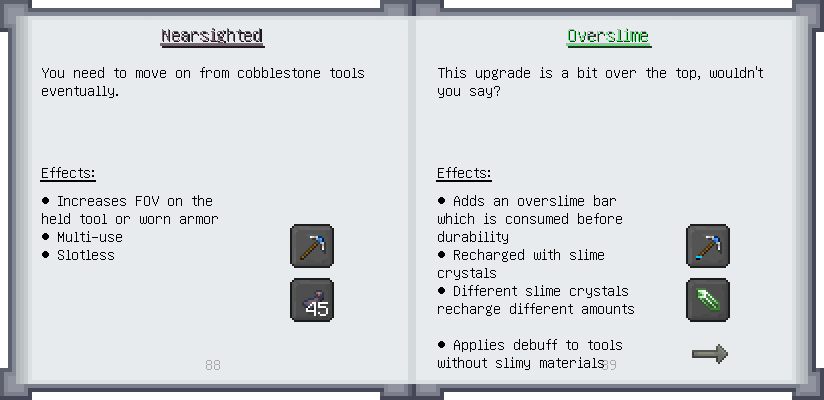 Nearsighted
You need to move on from cobblestone tools
eventually.
Effects:
• Increases FOV on the
held tool or worn armor
• Multi-use
• Slotless
45
88
Overslime
This upgrade is a bit over the top, wouldn't
you say?
Effects:
• Adds an overslime bar
which is consumed before
durability
• Recharged with slime
crystals
• Different slime crystals
recharge different amounts
• Applies debuff to tools
without slimy materials
89